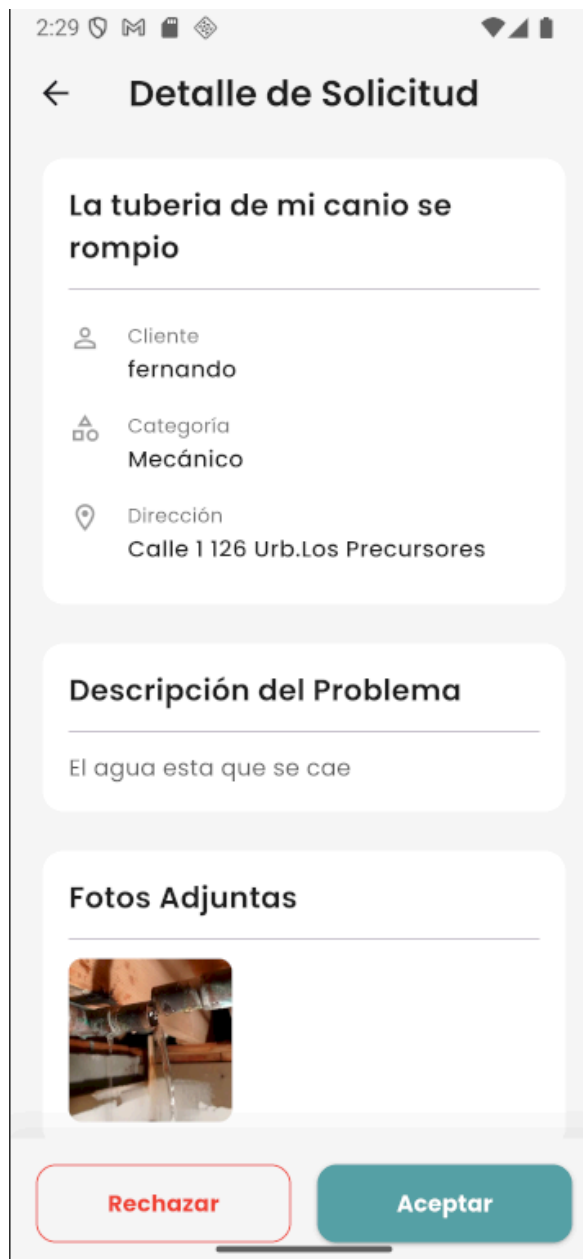 2:29
Detalle de Solicitud
La tuberia de mi canio se
rompio
Cliente
fernando
Categoría
Mecánico
Dirección
Calle 1 126 Urb.Los Precursores
Descripción del Problema
El agua esta que se cae
Fotos Adjuntas
Rechazar
Aceptar